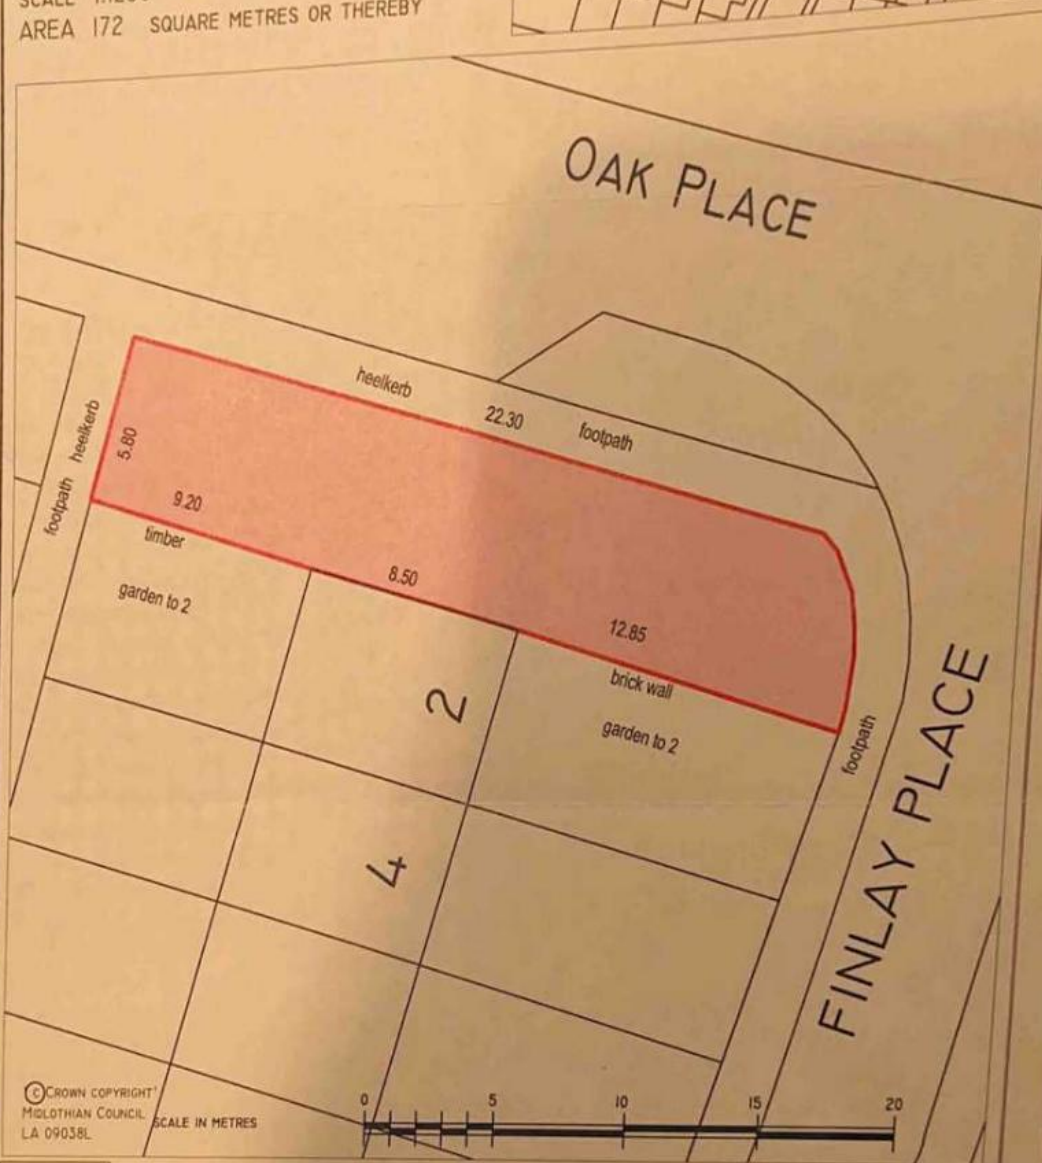 AREA 172 SQUARE METRES OR THEREBY
OAK PLACE
heelkerb
22.30
footpath
heelkerb
footpath
5.80
9.20
timber
garden to 2
8.50
12.85
brick wall
garden to 2
2
4
footpath
FINLAY PLACE
© CROWN COPYRIGHT
MIDLOTHIAN COUNCIL
LA 09038L
SCALE IN METRES
0 5 10 15 20